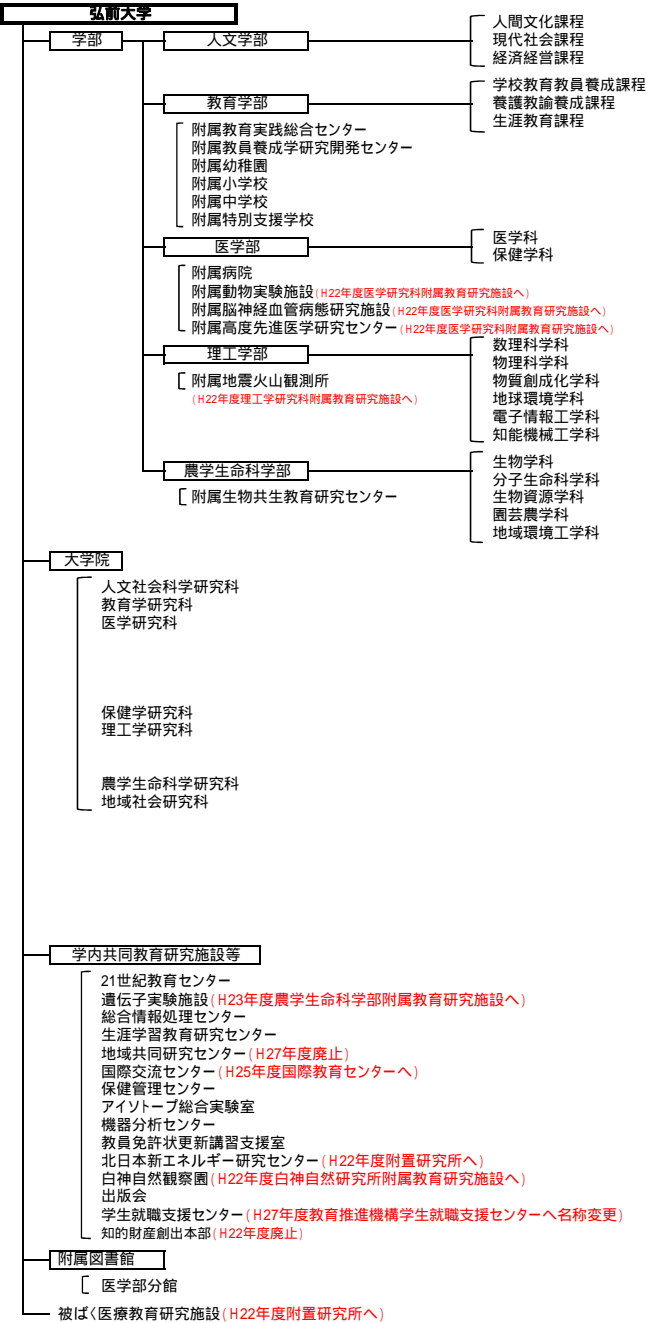 弘前大学
学部
人文学部
人間文化課程
現代社会課程
経済経営課程
教育学部
学校教育教員養成課程
養護教諭養成課程
生涯教育課程
附属教育実践総合センター
附属教員養成学研究開発センター
附属幼稚園
附属小学校
附属中学校
附属特別支援学校
医学部
医学科
保健学科
附属病院
附属動物実験施設(H22年度医学研究科附属教育研究施設へ)
附属脳神経血管病態研究施設(H22年度医学研究科附属教育研究施設へ)
附属高度先進医学研究センター(H22年度医学研究科附属教育研究施設へ)
理工学部
数理科学科
物理科学科
物質創成化学科
地球環境学科
電子情報工学科
知能機械工学科
附属地震火山観測所
(H22年度理工学研究科附属教育研究施設へ)
農学生命科学部
生物学科
分子生命科学科
生物資源学科
園芸農学科
地域環境工学科
附属生物共生教育研究センター
大学院
人文社会科学研究科
教育学研究科
医学研究科
保健学研究科
理工学研究科
農学生命科学研究科
地域社会研究科
学内共同教育研究施設等
21世紀教育センター
遺伝子実験施設(H23年度農学生命科学部附属教育研究施設へ)
総合情報処理センター
生涯学習教育研究センター
地域共同研究センター(H27年度廃止)
国際交流センター(H25年度国際教育センターへ)
保健管理センター
アイソトープ総合実験室
機器分析センター
教員免許状更新講習支援室
北日本新エネルギー研究センター(H22年度附置研究所へ)
白神自然観察園(H22年度白神自然研究所附属教育研究施設へ)
出版会
学生就職支援センター(H27年度教育推進機構学生就職支援センターへ名称変更)
知的財産創出本部(H22年度廃止)
附属図書館
医学部分館
被ばく医療教育研究施設(H22年度附置研究所へ)